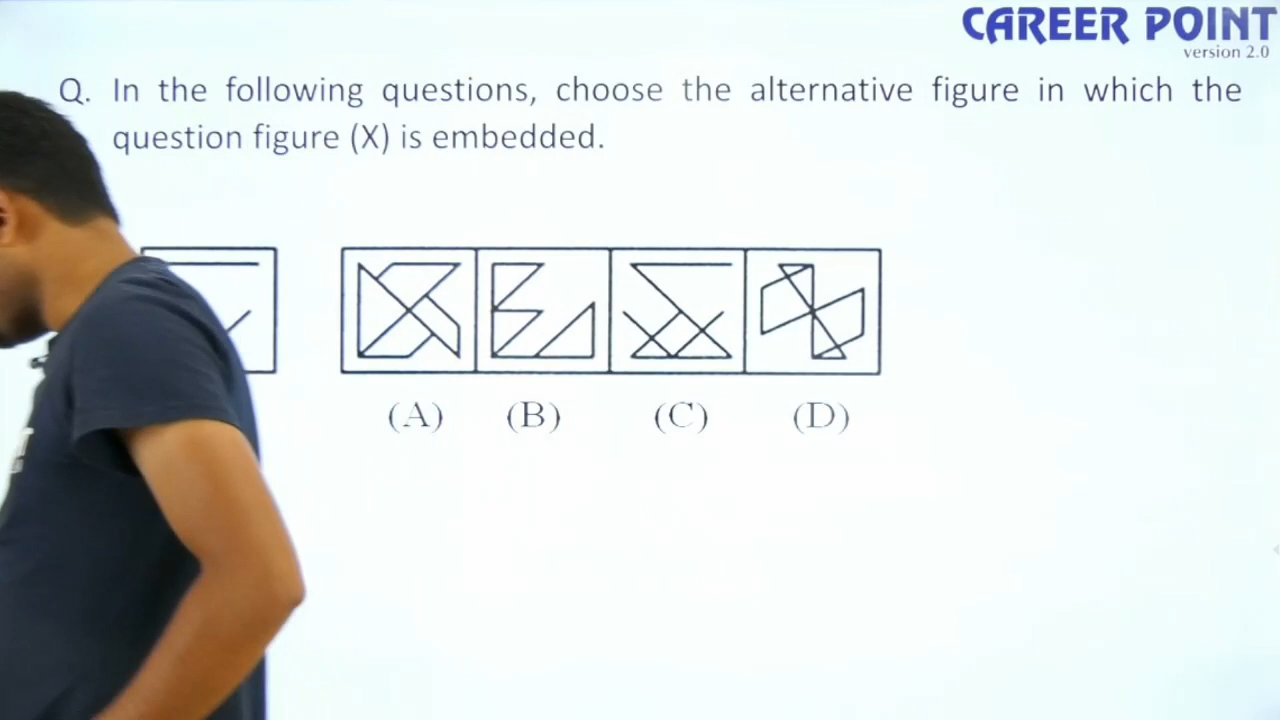 CAREER POINT
version 2.0
Q. In the following questions, choose the alternative figure in which the
question figure (X) is embedded.
(A) (B) (C) (D)